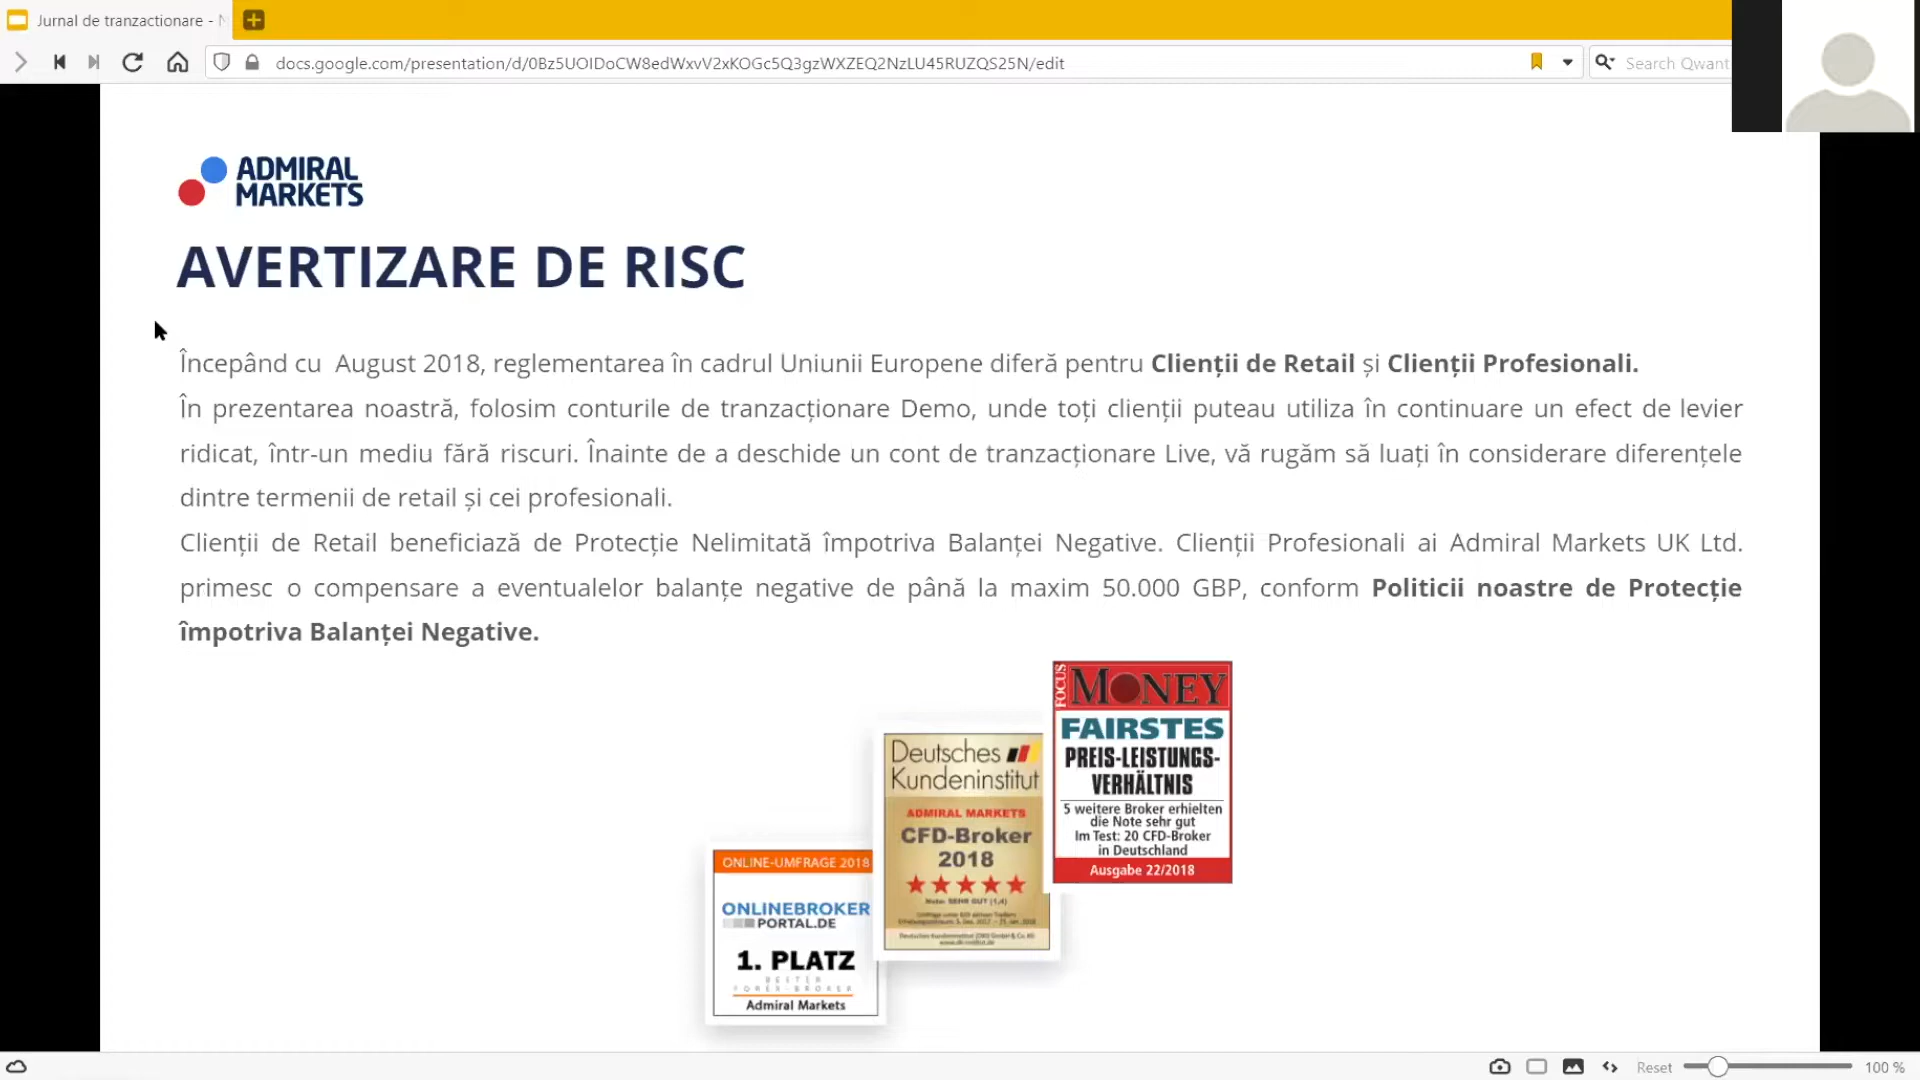 Jurnal de tranzactionare -
docs.google.com/presentation/d/0Bz5UOIDoCW8edWxvV2xKOGc5Q3gzWXZEQ2NzLU45RUZQS25N/edit
Search Qwant
ADMIRAL
MARKETS
AVERTIZARE DE RISC
Începând cu August 2018, reglementarea în cadrul Uniunii Europene diferă pentru Clienții de Retail și Clienții Profesionali.
În prezentarea noastră, folosim conturile de tranzacționare Demo, unde toți clienții puteau utiliza în continuare un efect de levier
ridicat, într-un mediu fără riscuri. Înainte de a deschide un cont de tranzacționare Live, vă rugăm să luați în considerare diferențele
dintre termenii de retail și cei profesionali.
Clienții de Retail beneficiază de Protecție Nelimitată împotriva Balanței Negative. Clienții Profesionali ai Admiral Markets UK Ltd.
primesc o compensare a eventualelor balanțe negative de până la maxim 50.000 GBP, conform Politicii noastre de Protecție
împotriva Balanței Negative.
FOCUS
MONEY
FAIRSTES
PREIS-LEISTUNGS-
VERHÄLTNIS
5 weitere Broker erhielten
die Note sehr gut
Im Test: 20 CFD-Broker
in Deutschland
Ausgabe 22/2018
Deutsches
Kundeninstitut
ADMIRAL MARKETS
CFD-Broker
2018
Note: SEHR GUT (1,4)
ONLINE-UMFRAGE 2018
ONLINEBROKER
PORTAL.DE
1. PLATZ
BESTER
FOREX-BROKER
Admiral Markets
Reset
100 %